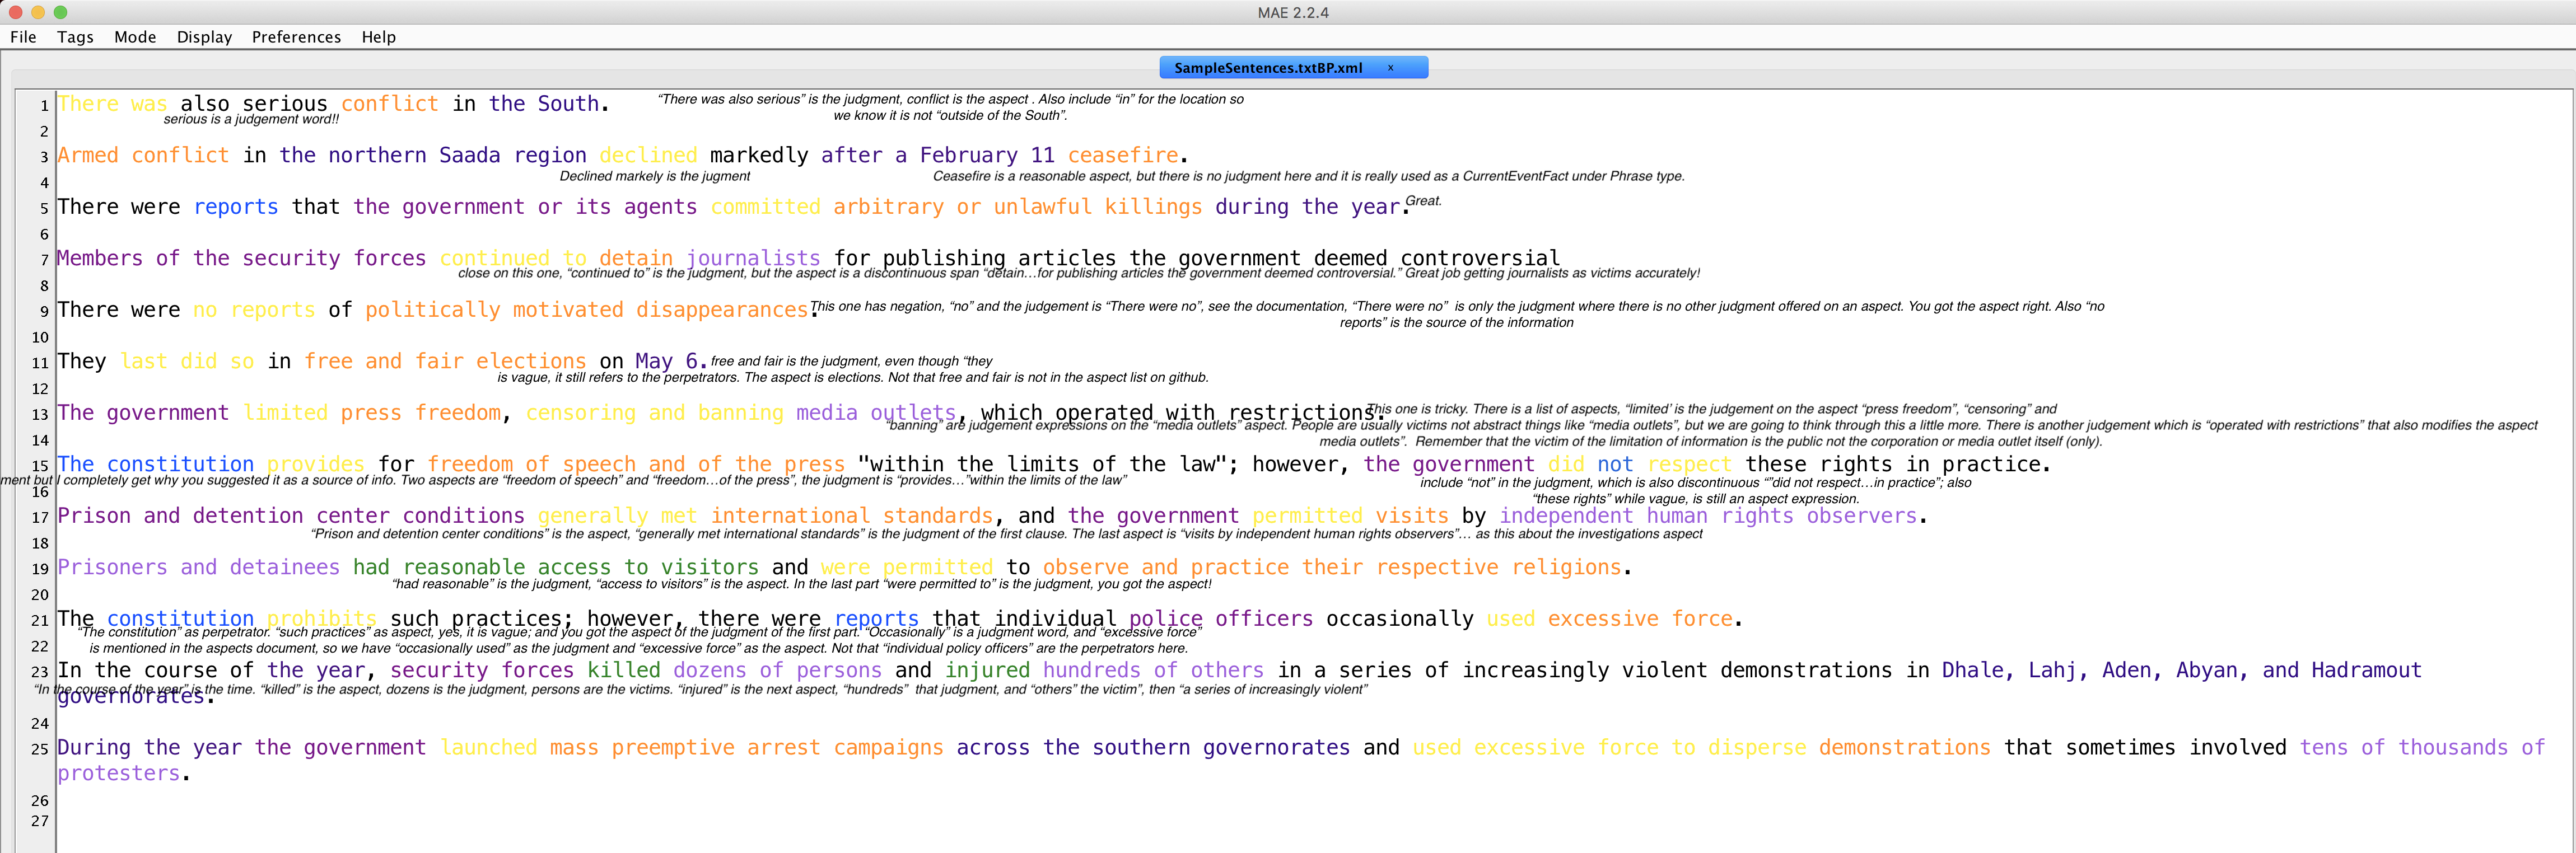 MAE 2.2.4
File Tags Mode Display Preferences Help
SampleSentences.txtBP.xml x
1 There was also serious conflict in the South. “There was also serious” is the judgment, conflict is the aspect . Also include “in” for the location so
we know it is not “outside of the South”.
serious is a judgement word!!
2
3 Armed conflict in the northern Saada region declined markedly after a February 11 ceasefire.
4 Declined markely is the jugment Ceasefire is a reasonable aspect, but there is no judgment here and it is really used as a CurrentEventFact under Phrase type.
5 There were reports that the government or its agents committed arbitrary or unlawful killings during the year. Great.
6
7 Members of the security forces continued to detain journalists for publishing articles the government deemed controversial
close on this one, “continued to” is the judgment, but the aspect is a discontinuous span “detain...for publishing articles the government deemed controversial.” Great job getting journalists as victims accurately!
8
9 There were no reports of politically motivated disappearances. This one has negation, “no” and the judgement is “There were no”, see the documentation, “There were no” is only the judgment where there is no other judgment offered on an aspect. You got the aspect right. Also “no
reports” is the source of the information
10
11 They last did so in free and fair elections on May 6. free and fair is the judgment, even though “they
is vague, it still refers to the perpetrators. The aspect is elections. Not that free and fair is not in the aspect list on github.
12
13 The government limited press freedom, censoring and banning media outlets, which operated with restrictions. This one is tricky. There is a list of aspects, “limited’ is the judgment on the aspect “press freedom”, “censoring” and
“banning” are judgement expressions on the “media outlets” aspect. People are usually victims not abstract things like “media outlets”, but we are going to think through this a little more. There is another judgement which is “operated with restrictions” that also modifies the aspect
14 media outlets”. Remember that the victim of the limitation of information is the public not the corporation or media outlet itself (only).
15 The constitution provides for freedom of speech and of the press "within the limits of the law"; however, the government did not respect these rights in practice.
ment but I completely get why you suggested it as a source of info. Two aspects are “freedom of speech” and “freedom...of the press”, the judgment is “provides...”within the limits of the law” include “not” in the judgment, which is also discontinuous “”did not respect...in practice”; also
16 “these rights” while vague, is still an aspect expression.
17 Prison and detention center conditions generally met international standards, and the government permitted visits by independent human rights observers.
“Prison and detention center conditions” is the aspect, “generally met international standards” is the judgment of the first clause. The last aspect is “visits by independent human rights observers”... as this about the investigations aspect
18
19 Prisoners and detainees had reasonable access to visitors and were permitted to observe and practice their respective religions.
“had reasonable” is the judgment, “access to visitors” is the aspect. In the last part “were permitted to” is the judgment, you got the aspect!
20
21 The constitution prohibits such practices; however, there were reports that individual police officers occasionally used excessive force.
“The constitution” as perpetrator. “such practices” as aspect, yes, it is vague; and you got the aspect of the judgment of the first part. “Occasionally” is a judgment word, and “excessive force”
22 is mentioned in the aspects document, so we have “occasionally used” as the judgment and “excessive force” as the aspect. Not that “individual policy officers” are the perpetrators here.
23 In the course of the year, security forces killed dozens of persons and injured hundreds of others in a series of increasingly violent demonstrations in Dhale, Lahj, Aden, Abyan, and Hadramout
“In the course of the year” is the time. “killed” is the aspect, dozens is the judgment, persons are the victims. “injured” is the next aspect, “hundreds” that judgment, and “others” the victim”, then “a series of increasingly violent”
governorates.
24
25 During the year the government launched mass preemptive arrest campaigns across the southern governorates and used excessive force to disperse demonstrations that sometimes involved tens of thousands of
protesters.
26
27